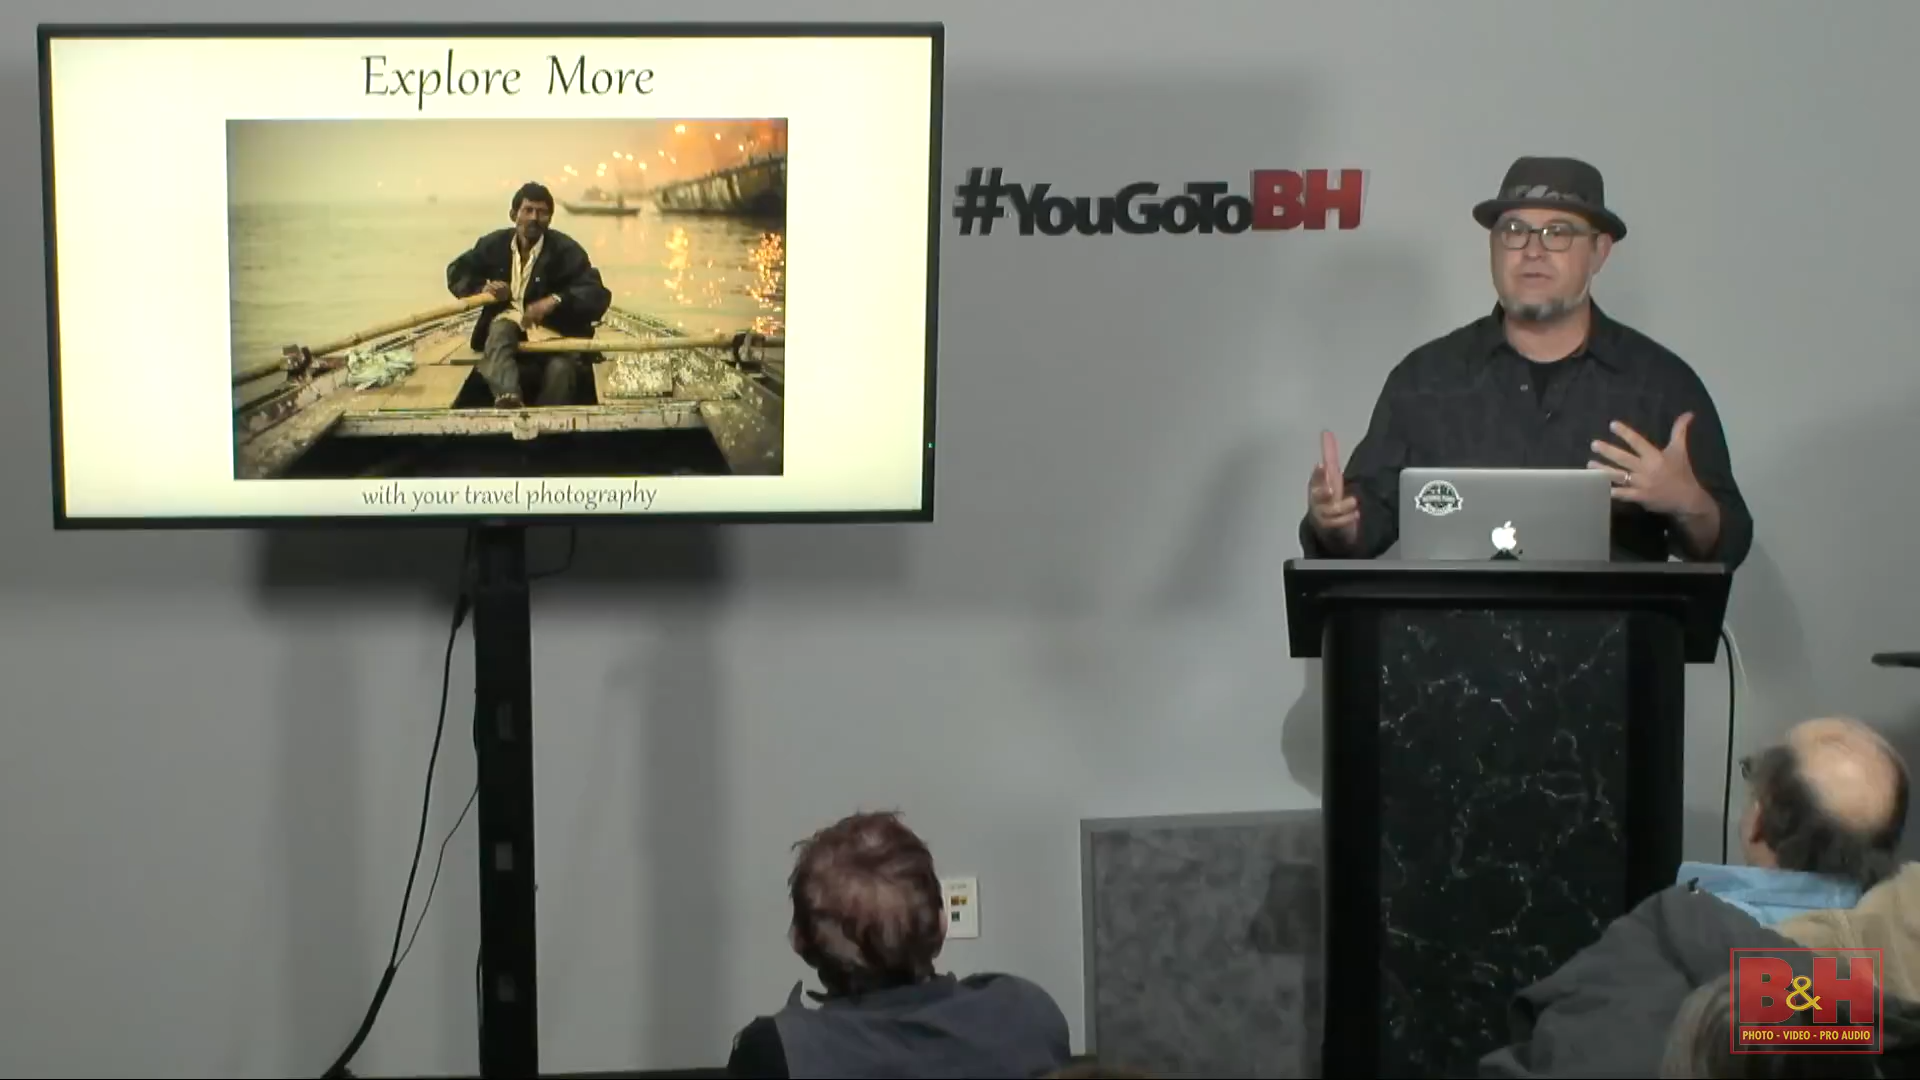 Explore More
with your travel photography
#YouGoToBH
B&H
PHOTO - VIDEO - PRO AUDIO